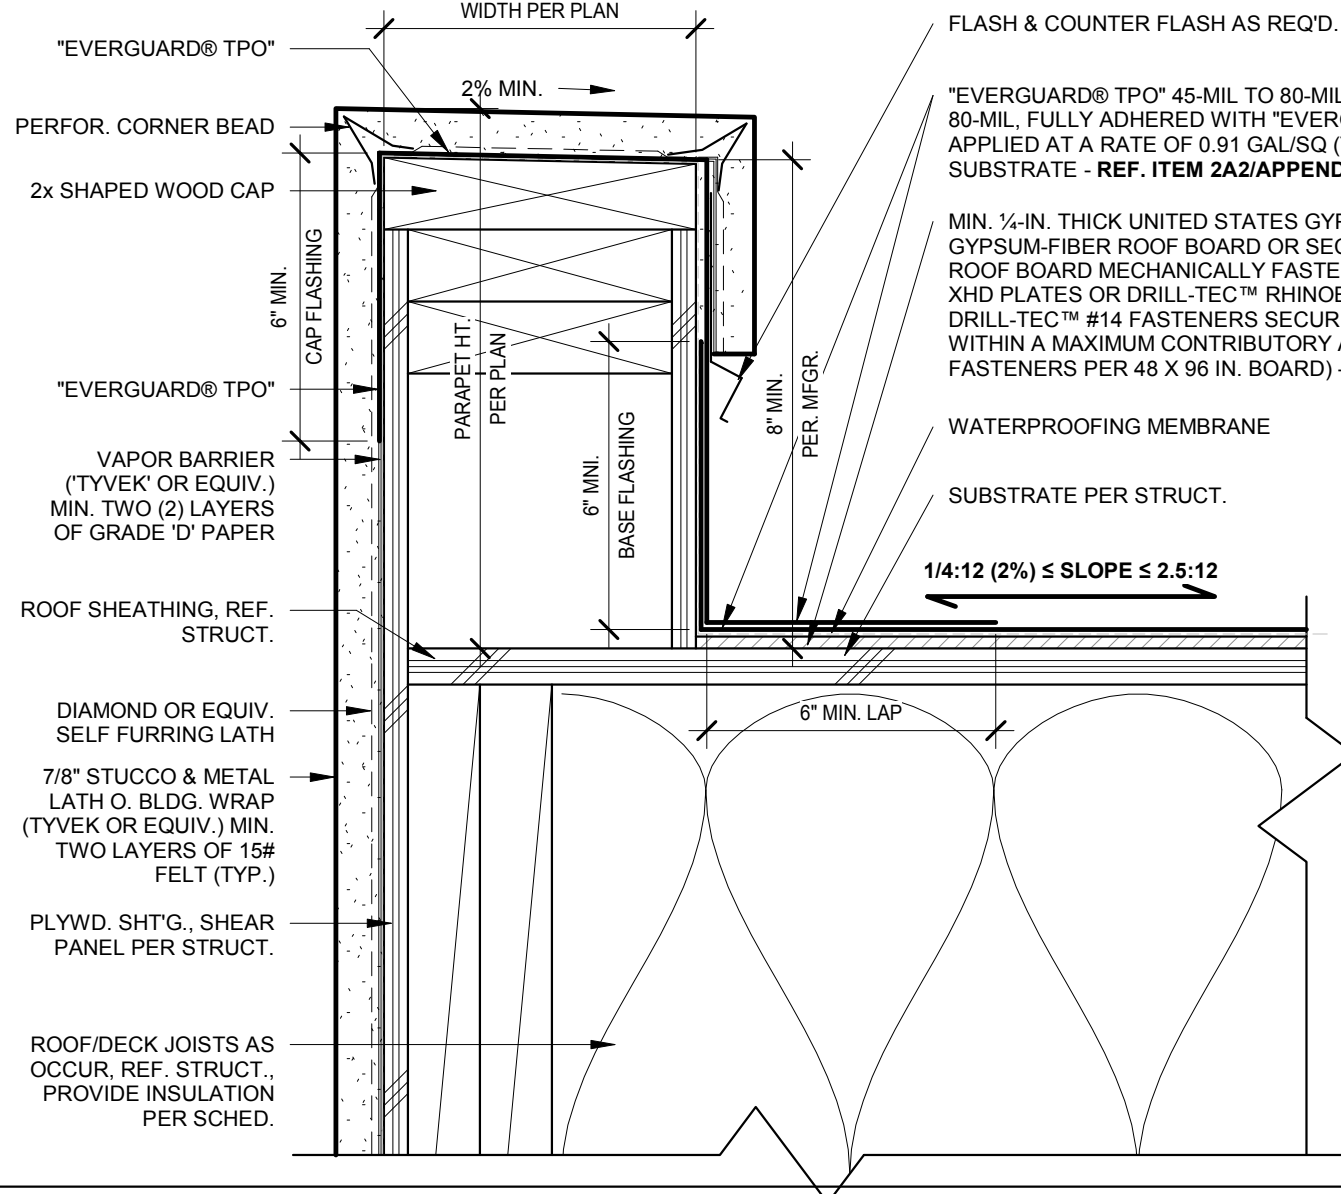 WIDTH PER PLAN
"EVERGUARD® TPO"
2% MIN.
PERFOR. CORNER BEAD
2x SHAPED WOOD CAP
6" MIN.
CAP FLASHING
"EVERGUARD® TPO"
VAPOR BARRIER
('TYVEK' OR EQUIV.)
MIN. TWO (2) LAYERS
OF GRADE 'D' PAPER
ROOF SHEATHING, REF.
STRUCT.
DIAMOND OR EQUIV.
SELF FURRING LATH
7/8" STUCCO & METAL
LATH O. BLDG. WRAP
(TYVEK OR EQUIV.) MIN.
TWO LAYERS OF 15#
FELT (TYP.)
PLYWD. SHT'G., SHEAR
PANEL PER STRUCT.
ROOF/DECK JOISTS AS
OCCUR, REF. STRUCT.,
PROVIDE INSULATION
PER SCHED.
PARAPET HT.
PER PLAN
6" MNI.
BASE FLASHING
8" MIN.
PER. MFGR.
6" MIN. LAP
FLASH & COUNTER FLASH AS REQ'D.
"EVERGUARD® TPO" 45-MIL TO 80-MIL
80-MIL, FULLY ADHERED WITH "EVERG
APPLIED AT A RATE OF 0.91 GAL/SQ (
SUBSTRATE - REF. ITEM 2A2/APPEND
MIN. ¼-IN. THICK UNITED STATES GYP
GYPSUM-FIBER ROOF BOARD OR SEC
ROOF BOARD MECHANICALLY FASTE
XHD PLATES OR DRILL-TEC™ RHINOB
DRILL-TEC™ #14 FASTENERS SECUR
WITHIN A MAXIMUM CONTRIBUTORY A
FASTENERS PER 48 X 96 IN. BOARD) -
WATERPROOFING MEMBRANE
SUBSTRATE PER STRUCT.
1/4:12 (2%) ≤ SLOPE ≤ 2.5:12